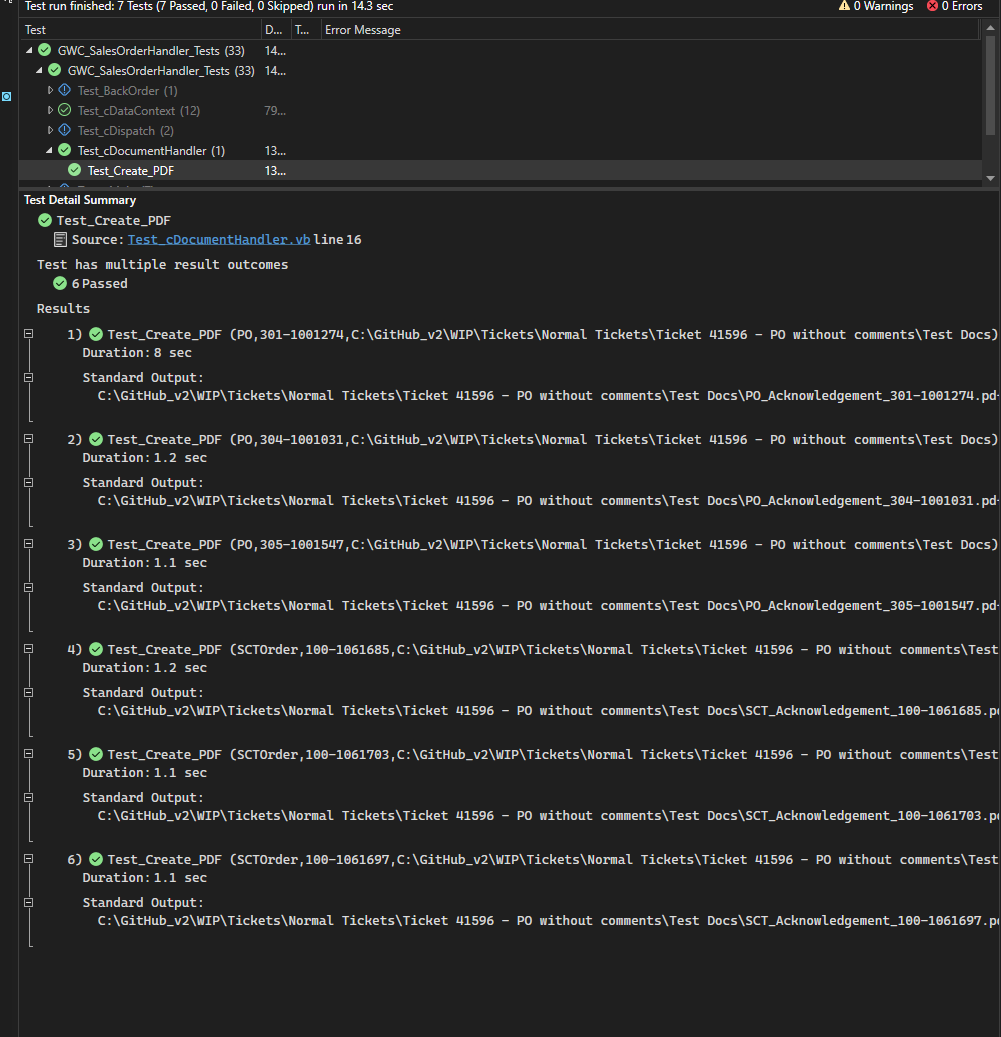 Test run finished: 7 Tests (7 Passed, 0 Failed, 0 Skipped) run in 14.3 sec 0 Warnings 0 Errors
Test D... T... Error Message
GWC_SalesOrderHandler_Tests (33) 14...
GWC_SalesOrderHandler_Tests (33) 14...
Test_BackOrder (1)
Test_cDataContext (12) 79...
Test_cDispatch (2)
Test_cDocumentHandler (1) 13...
Test_Create_PDF 13...
Test Detail Summary
Test_Create_PDF
Source: Test_cDocumentHandler.vb line 16
Test has multiple result outcomes
6 Passed
Results
1) Test_Create_PDF (PO,301-1001274,C:\GitHub_v2\WIP\Tickets\Normal Tickets\Ticket 41596 - PO without comments\Test Docs)
Duration: 8 sec
Standard Output:
C:\GitHub_v2\WIP\Tickets\Normal Tickets\Ticket 41596 - PO without comments\Test Docs\PO_Acknowledgement_301-1001274.pd
2) Test_Create_PDF (PO,304-1001031,C:\GitHub_v2\WIP\Tickets\Normal Tickets\Ticket 41596 - PO without comments\Test Docs)
Duration: 1.2 sec
Standard Output:
C:\GitHub_v2\WIP\Tickets\Normal Tickets\Ticket 41596 - PO without comments\Test Docs\PO_Acknowledgement_304-1001031.pd
3) Test_Create_PDF (PO,305-1001547,C:\GitHub_v2\WIP\Tickets\Normal Tickets\Ticket 41596 - PO without comments\Test Docs)
Duration: 1.1 sec
Standard Output:
C:\GitHub_v2\WIP\Tickets\Normal Tickets\Ticket 41596 - PO without comments\Test Docs\PO_Acknowledgement_305-1001547.pd
4) Test_Create_PDF (SCTOrder,100-1061685,C:\GitHub_v2\WIP\Tickets\Normal Tickets\Ticket 41596 - PO without comments\Test
Duration: 1.2 sec
Standard Output:
C:\GitHub_v2\WIP\Tickets\Normal Tickets\Ticket 41596 - PO without comments\Test Docs\SCT_Acknowledgement_100-1061685.pd
5) Test_Create_PDF (SCTOrder,100-1061703,C:\GitHub_v2\WIP\Tickets\Normal Tickets\Ticket 41596 - PO without comments\Test
Duration: 1.1 sec
Standard Output:
C:\GitHub_v2\WIP\Tickets\Normal Tickets\Ticket 41596 - PO without comments\Test Docs\SCT_Acknowledgement_100-1061703.pd
6) Test_Create_PDF (SCTOrder,100-1061697,C:\GitHub_v2\WIP\Tickets\Normal Tickets\Ticket 41596 - PO without comments\Test
Duration: 1.1 sec
Standard Output:
C:\GitHub_v2\WIP\Tickets\Normal Tickets\Ticket 41596 - PO without comments\Test Docs\SCT_Acknowledgement_100-1061697.pd